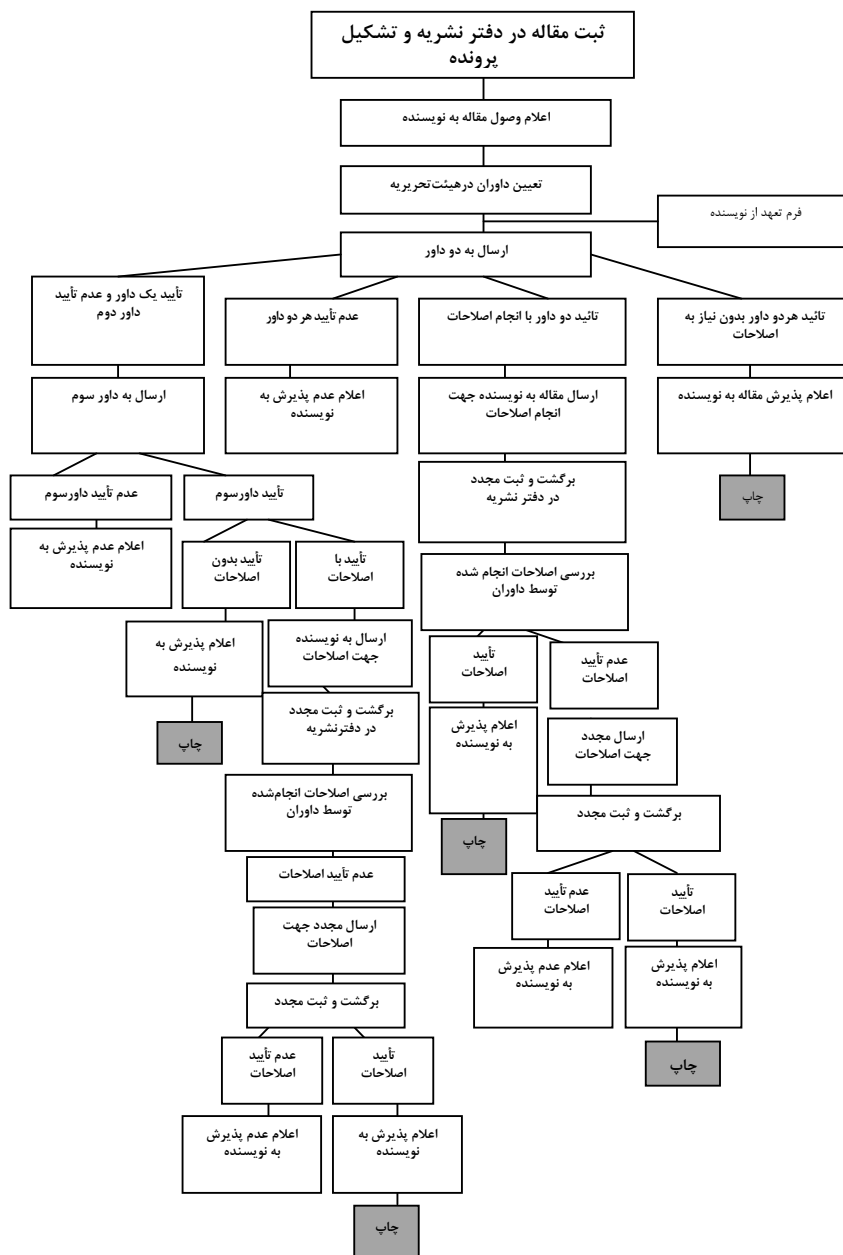 ثبت مقاله در دفتر نشریه و تشکیل
پرونده
اعلام وصول مقاله به نویسنده
تعیین داوران درهیئت‌تحریریه
فرم تعهد از نویسنده
ارسال به دو داور
تائید هردو داور بدون نیاز به
اصلاحات
تائید دو داور با انجام اصلاحات
عدم تأیید هر دو داور
تأیید یک داور و عدم تأیید
داور دوم
اعلام پذیرش مقاله به نویسنده
ارسال مقاله به نویسنده جهت
انجام اصلاحات
اعلام عدم پذیرش به
نویسنده
ارسال به داور سوم
چاپ
برگشت و ثبت مجدد
در دفتر نشریه
تأیید داورسوم
عدم تأیید داورسوم
اعلام عدم پذیرش به
نویسنده
بررسی اصلاحات انجام شده
توسط داوران
تأیید با
اصلاحات
تأیید بدون
اصلاحات
عدم تأیید
اصلاحات
تأیید
اصلاحات
ارسال به نویسنده
جهت اصلاحات
اعلام پذیرش به
نویسنده
ارسال مجدد
جهت اصلاحات
اعلام پذیرش
به نویسنده
برگشت و ثبت مجدد
در دفترنشریه
چاپ
برگشت و ثبت مجدد
چاپ
بررسی اصلاحات انجام‌شده
توسط داوران
تأیید
اصلاحات
عدم تأیید
اصلاحات
عدم تأیید اصلاحات
اعلام پذیرش
به نویسنده
اعلام عدم پذیرش
به نویسنده
ارسال مجدد جهت
اصلاحات
چاپ
برگشت و ثبت مجدد
تأیید
اصلاحات
عدم تأیید
اصلاحات
اعلام پذیرش به
نویسنده
اعلام عدم پذیرش
به نویسنده
چاپ